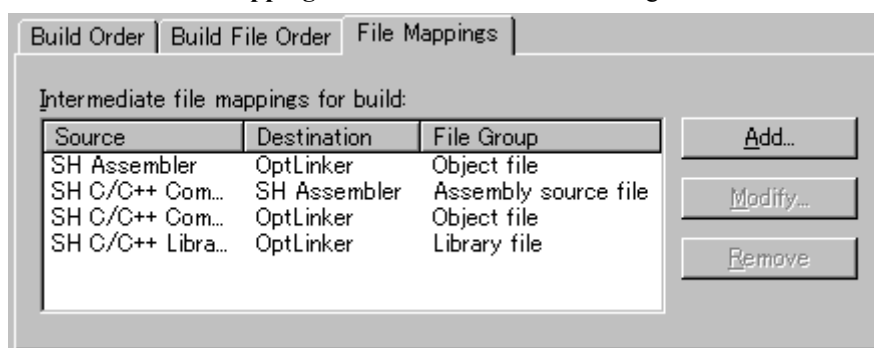 appings
Build Order Build File Order File Mappings
Intermediate file mappings for build:
Source Destination File Group Add...
SH Assembler OptLinker Object file
SH C/C++ Com... SH Assembler Assembly source file Modify...
SH C/C++ Com... OptLinker Object file
SH C/C++ Libra... OptLinker Library file Remove